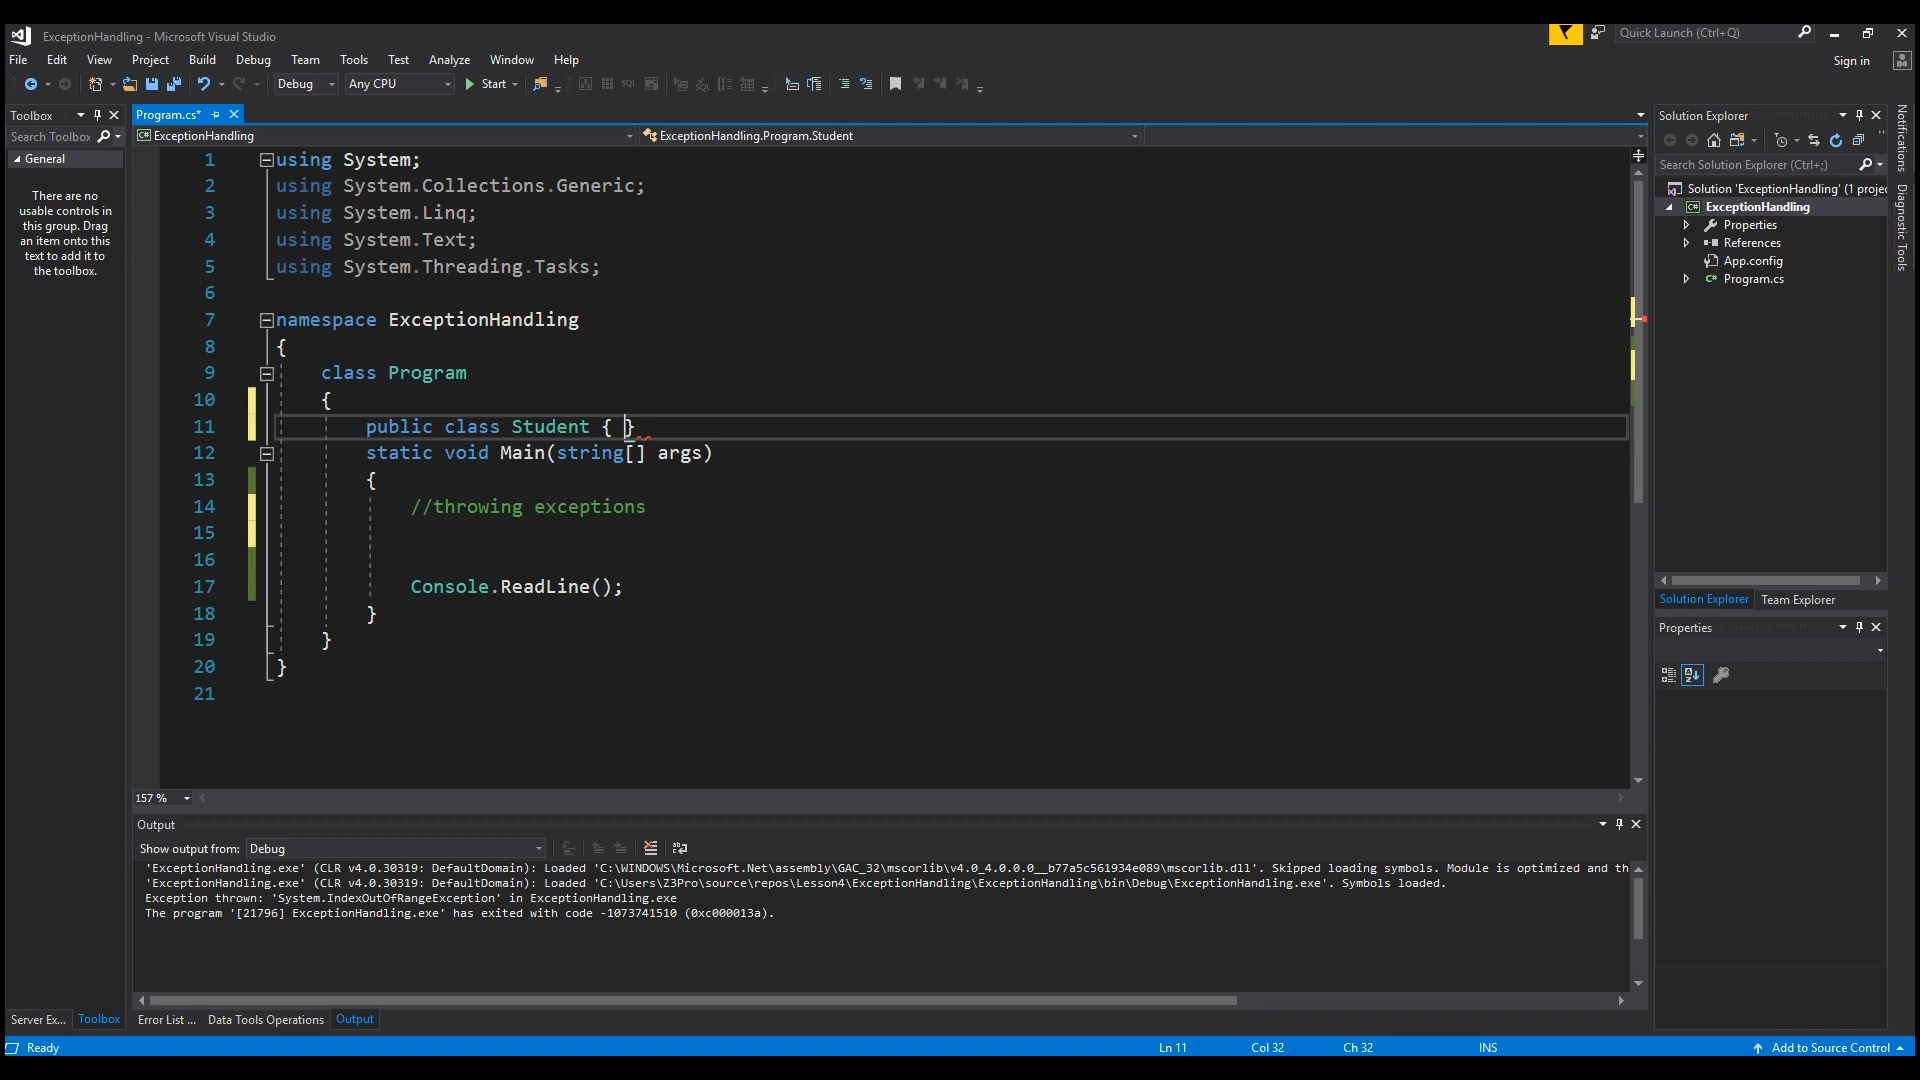 ExceptionHandling - Microsoft Visual Studio
Quick Launch (Ctrl+Q)
File Edit View Project Build Debug Team Tools Test Analyze Window Help
Sign in
Debug Any CPU Start
Toolbox
Program.cs*
Solution Explorer
Search Toolbox
ExceptionHandling
ExceptionHandling.Program.Student
General
There are no
usable controls in
this group. Drag
an item onto this
text to add it to
the toolbox.
1 using System;
2 using System.Collections.Generic;
3 using System.Linq;
4 using System.Text;
5 using System.Threading.Tasks;
6
7 namespace ExceptionHandling
8 {
9 class Program
10 {
11 public class Student { }
12 static void Main(string[] args)
13 {
14 //throwing exceptions
15
16
17 Console.ReadLine();
18 }
19 }
20 }
21
157 %
Search Solution Explorer (Ctrl+;)
Solution 'ExceptionHandling' (1 projec
ExceptionHandling
Properties
References
App.config
Program.cs
Notifications
Diagnostic Tools
Solution Explorer Team Explorer
Properties
Output
Show output from: Debug
'ExceptionHandling.exe' (CLR v4.0.30319: DefaultDomain): Loaded 'C:\WINDOWS\Microsoft.Net\assembly\GAC_32\mscorlib\v4.0_4.0.0.0__b77a5c561934e089\mscorlib.dll'. Skipped loading symbols. Module is optimized and th
'ExceptionHandling.exe' (CLR v4.0.30319: DefaultDomain): Loaded 'C:\Users\Z3Pro\source\repos\Lesson4\ExceptionHandling\ExceptionHandling\bin\Debug\ExceptionHandling.exe'. Symbols loaded.
Exception thrown: 'System.IndexOutOfRangeException' in ExceptionHandling.exe
The program '[21796] ExceptionHandling.exe' has exited with code -1073741510 (0xc000013a).
Server Ex... Toolbox Error List ... Data Tools Operations Output
Ready
Ln 11 Col 32 Ch 32 INS
Add to Source Control